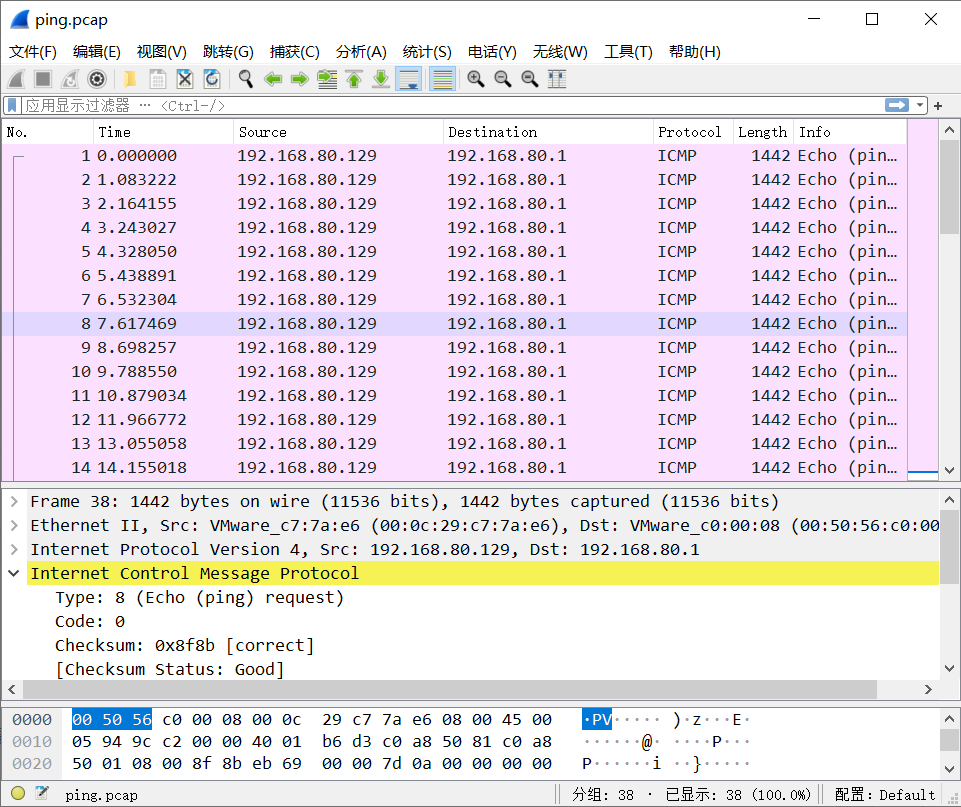 ping.pcap
文件(F) 编辑(E) 视图(V) 跳转(G) 捕获(C) 分析(A) 统计(S) 电话(Y) 无线(W) 工具(T) 帮助(H)
应用显示过滤器 … <Ctrl-/>
No. Time Source Destination Protocol Length Info
1 0.000000 192.168.80.129 192.168.80.1 ICMP 1442 Echo (pin…
2 1.083222 192.168.80.129 192.168.80.1 ICMP 1442 Echo (pin…
3 2.164155 192.168.80.129 192.168.80.1 ICMP 1442 Echo (pin…
4 3.243027 192.168.80.129 192.168.80.1 ICMP 1442 Echo (pin…
5 4.328050 192.168.80.129 192.168.80.1 ICMP 1442 Echo (pin…
6 5.438891 192.168.80.129 192.168.80.1 ICMP 1442 Echo (pin…
7 6.532304 192.168.80.129 192.168.80.1 ICMP 1442 Echo (pin…
8 7.617469 192.168.80.129 192.168.80.1 ICMP 1442 Echo (pin…
9 8.698257 192.168.80.129 192.168.80.1 ICMP 1442 Echo (pin…
10 9.788550 192.168.80.129 192.168.80.1 ICMP 1442 Echo (pin…
11 10.879034 192.168.80.129 192.168.80.1 ICMP 1442 Echo (pin…
12 11.966772 192.168.80.129 192.168.80.1 ICMP 1442 Echo (pin…
13 13.055058 192.168.80.129 192.168.80.1 ICMP 1442 Echo (pin…
14 14.155018 192.168.80.129 192.168.80.1 ICMP 1442 Echo (pin…
Frame 38: 1442 bytes on wire (11536 bits), 1442 bytes captured (11536 bits)
Ethernet II, Src: VMware_c7:7a:e6 (00:0c:29:c7:7a:e6), Dst: VMware_c0:00:08 (00:50:56:c0:00
Internet Protocol Version 4, Src: 192.168.80.129, Dst: 192.168.80.1
Internet Control Message Protocol
Type: 8 (Echo (ping) request)
Code: 0
Checksum: 0x8f8b [correct]
[Checksum Status: Good]
0000 00 50 56 c0 00 08 00 0c 29 c7 7a e6 08 00 45 00 ·PV····· )·z···E·
0010 05 94 9c c2 00 00 40 01 b6 d3 c0 a8 50 81 c0 a8 ······@· ····P···
0020 50 01 08 00 8f 8b eb 69 00 00 7d 0a 00 00 00 00 P······i ··}·····
ping.pcap 分组: 38 · 已显示: 38 (100.0%) 配置: Default